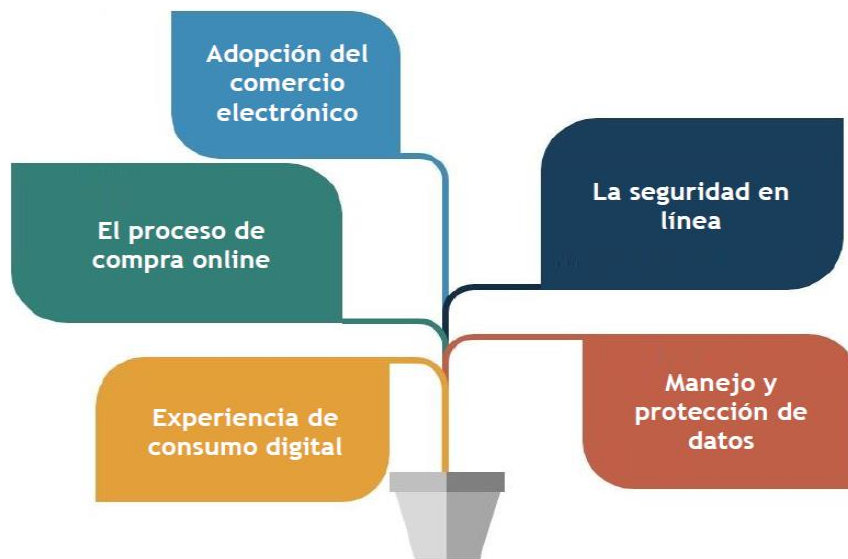 Adopción del
comercio
electrónico
La seguridad en
línea
El proceso de
compra online
Manejo y
protección de
datos
Experiencia de
consumo digital